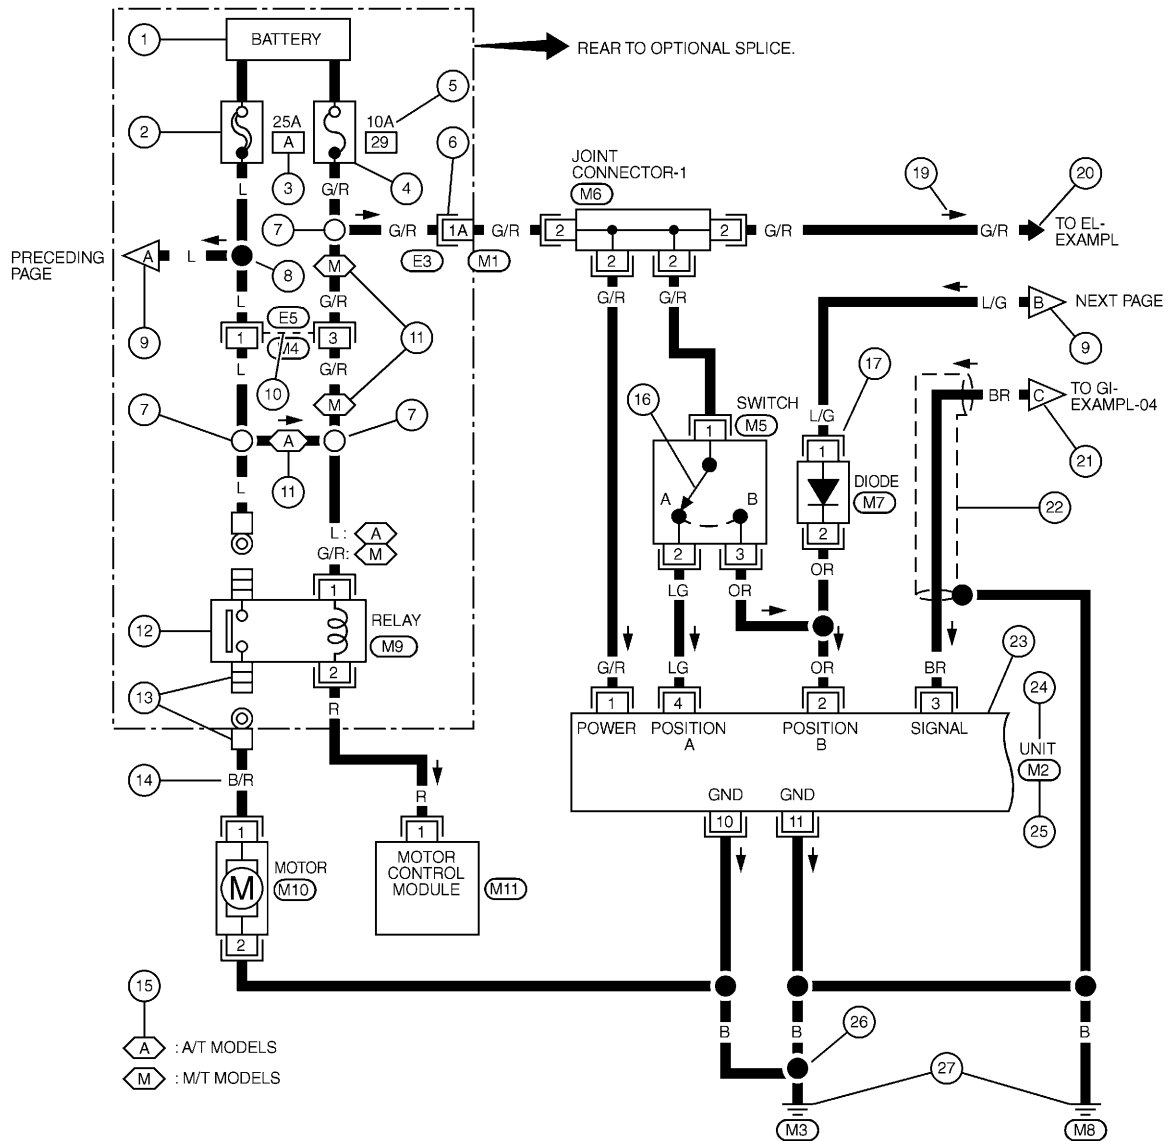 1
BATTERY
REAR TO OPTIONAL SPLICE.
5
2
25A
A
10A
29
6
3
4
JOINT
CONNECTOR-1
M6
19
20
L
G/R
7
G/R
1A
G/R
2
2
G/R
G/R
TO EL-
EXAMPL
E3
M1
PRECEDING
PAGE
A
L
8
M
2
2
G/R
G/R
L
G/R
L/G
B
NEXT PAGE
9
E5
1
3
M4
11
9
L
G/R
10
17
TO GI-
EXAMPL-04
BR
C
16
SWITCH
M5
7
M
7
L/G
1
1
A
21
11
L
A
B
DIODE
M7
22
L :
A
G/R:
M
2
2
3
OR
LG
OR
1
12
RELAY
M9
23
2
G/R
LG
OR
BR
13
R
1
4
2
3
24
POWER
POSITION
A
POSITION
B
SIGNAL
UNIT
M2
14
B/R
R
GND
GND
10
11
25
1
1
MOTOR
M10
M
MOTOR
CONTROL
MODULE
M11
2
15
26
B
B
B
A
: A/T MODELS
M
: M/T MODELS
27
M3
M8